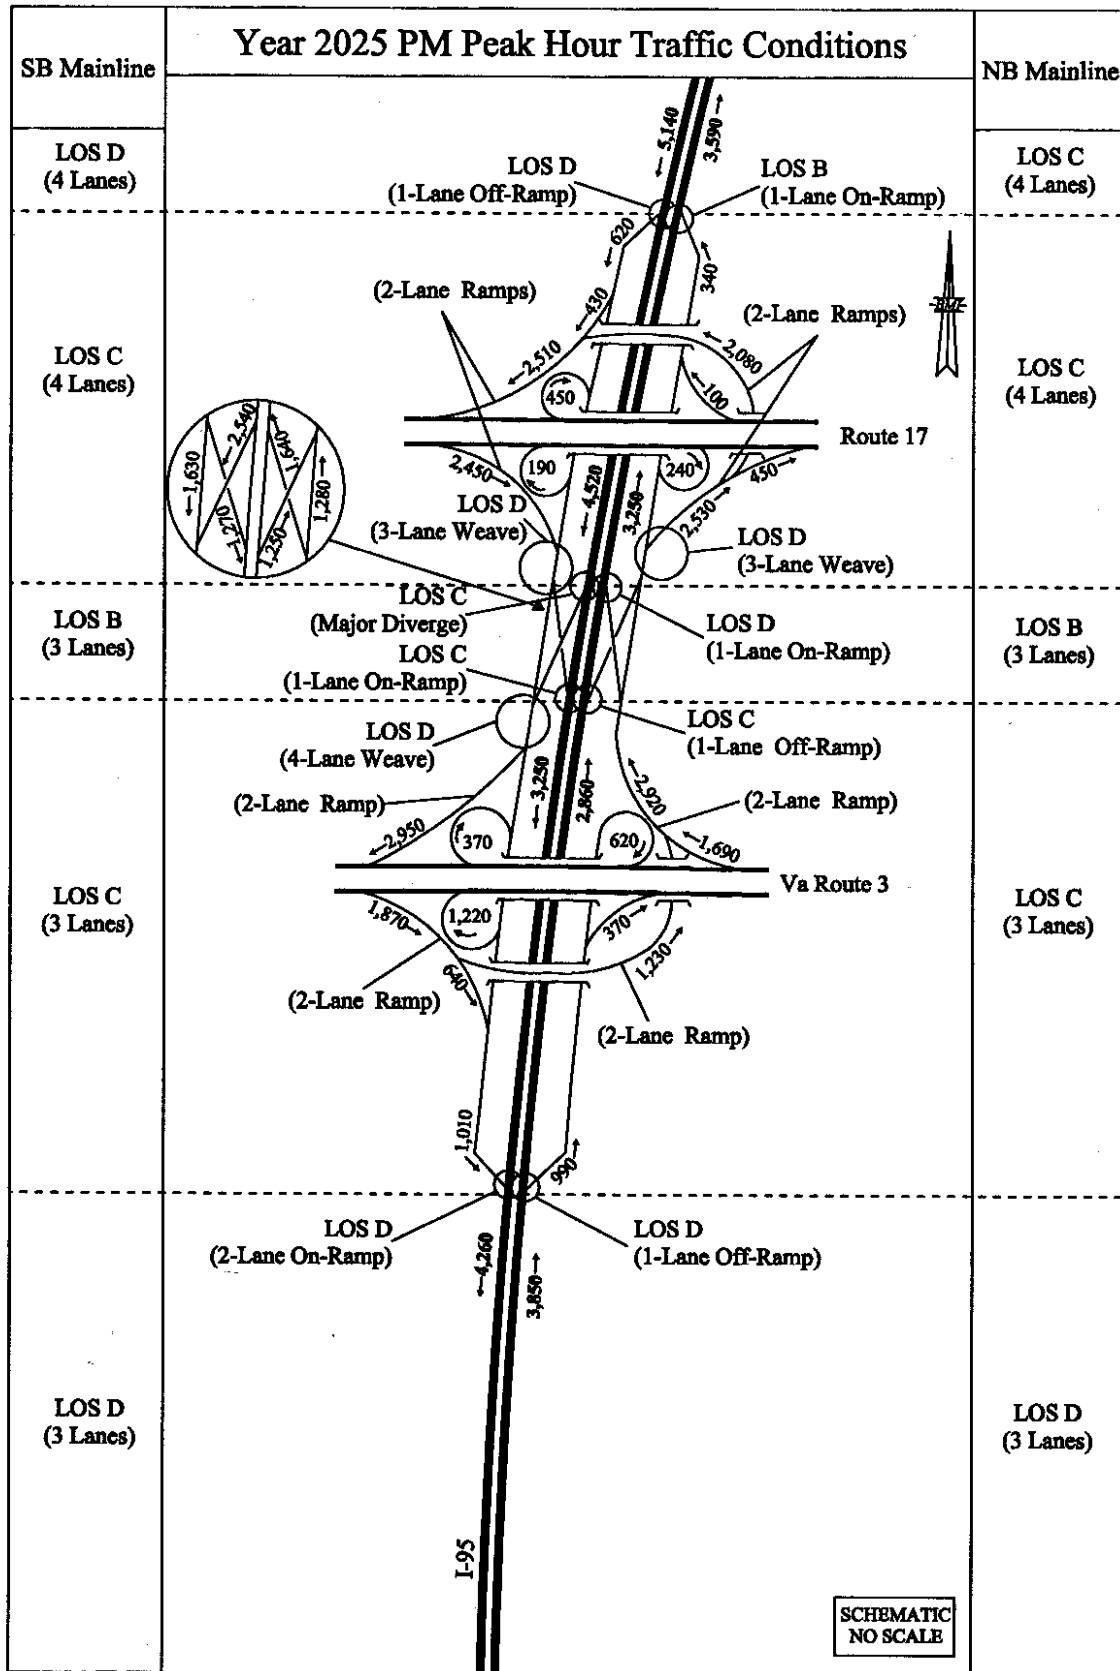 Year 2025 PM Peak Hour Traffic Conditions
SB Mainline
NB Mainline
5,140
3,590
LOS D
(4 Lanes)
LOS D
(1-Lane Off-Ramp)
LOS B
(1-Lane On-Ramp)
LOS C
(4 Lanes)
620
340
(2-Lane Ramps)
430
(2-Lane Ramps)
2,510
2,080
LOS C
(4 Lanes)
LOS C
(4 Lanes)
450
100
Route 17
2,540
1,640
1,630
1,280
1,270
1,250
2,450
190
4,520
3,250
240
450
2,530
LOS D
(3-Lane Weave)
LOS D
(3-Lane Weave)
LOS C
(Major Diverge)
LOS D
(1-Lane On-Ramp)
LOS B
(3 Lanes)
LOS B
(3 Lanes)
LOS C
(1-Lane On-Ramp)
LOS C
(1-Lane Off-Ramp)
LOS D
(4-Lane Weave)
3,250
2,860
2,920
(2-Lane Ramp)
(2-Lane Ramp)
2,950
370
620
1,690
Va Route 3
LOS C
(3 Lanes)
LOS C
(3 Lanes)
1,870
1,220
370
1,230
640
(2-Lane Ramp)
(2-Lane Ramp)
1,010
990
LOS D
(2-Lane On-Ramp)
LOS D
(1-Lane Off-Ramp)
4,260
3,850
LOS D
(3 Lanes)
LOS D
(3 Lanes)
I-95
SCHEMATIC
NO SCALE